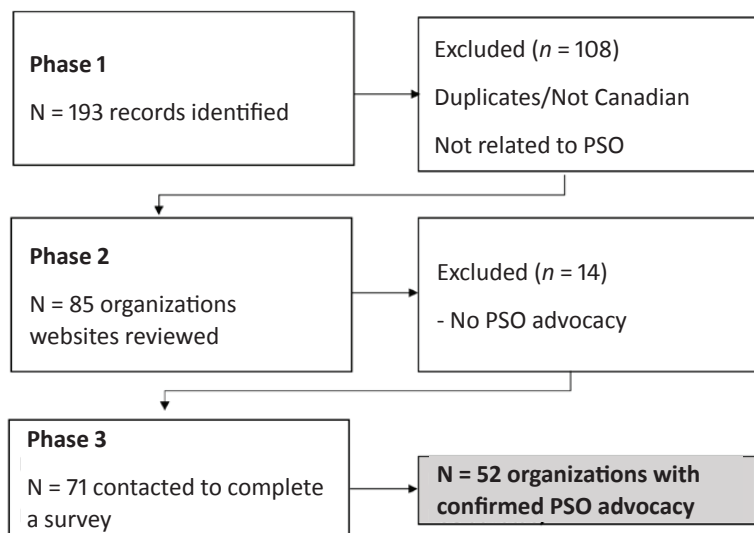 Phase 1
N = 193 records identified
Excluded (n = 108)
Duplicates/Not Canadian
Not related to PSO
Phase 2
N = 85 organizations
websites reviewed
Excluded (n = 14)
- No PSO advocacy
Phase 3
N = 71 contacted to complete
a survey
N = 52 organizations with
confirmed PSO advocacy